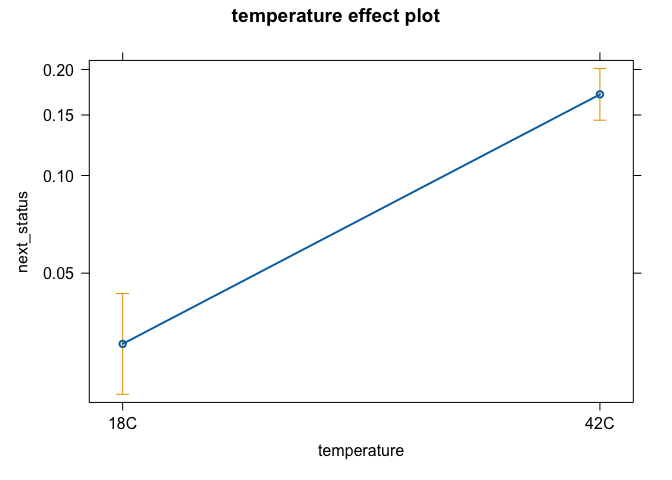 temperature effect plot
0.20
0.15
0.10
0.05
next_status
18C
42C
temperature